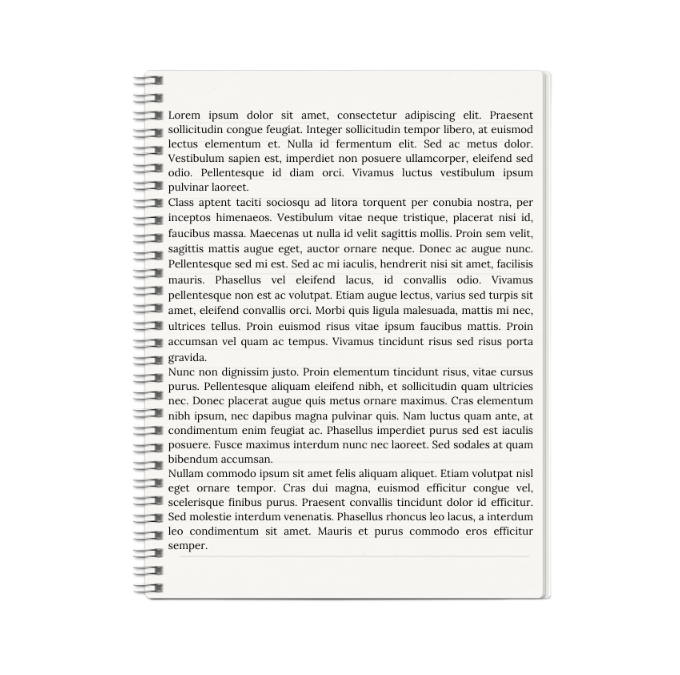 Lorem ipsum dolor sit amet, consectetur adipiscing elit. Praesent
sollicitudin congue feugiat. Integer sollicitudin tempor libero, at euismod
lectus elementum et. Nulla id fermentum elit. Sed ac metus dolor.
Vestibulum sapien est, imperdiet non posuere ullamcorper, eleifend sed
odio. Pellentesque id diam orci. Vivamus luctus vestibulum ipsum
pulvinar laoreet.
Class aptent taciti sociosqu ad litora torquent per conubia nostra, per
inceptos himenaeos. Vestibulum vitae neque tristique, placerat nisi id,
faucibus massa. Maecenas ut nulla id velit sagittis mollis. Proin sem velit,
sagittis mattis augue eget, auctor ornare neque. Donec ac augue nunc.
Pellentesque sed mi est. Sed ac mi iaculis, hendrerit nisi sit amet, facilisis
mauris. Phasellus vel eleifend lacus, id convallis odio. Vivamus
pellentesque non est ac volutpat. Etiam augue lectus, varius sed turpis sit
amet, eleifend convallis orci. Morbi quis ligula malesuada, mattis mi nec,
ultrices tellus. Proin euismod risus vitae ipsum faucibus mattis. Proin
accumsan vel quam ac tempus. Vivamus tincidunt risus sed risus porta
gravida.
Nunc non dignissim justo. Proin elementum tincidunt risus, vitae cursus
purus. Pellentesque aliquam eleifend nibh, et sollicitudin quam ultricies
nec. Donec placerat augue quis metus ornare maximus. Cras elementum
nibh ipsum, nec dapibus magna pulvinar quis. Nam luctus quam ante, at
condimentum enim feugiat ac. Phasellus imperdiet purus sed est iaculis
posuere. Fusce maximus interdum nunc nec laoreet. Sed sodales at quam
bibendum accumsan.
Nullam commodo ipsum sit amet felis aliquam aliquet. Etiam volutpat nisl
eget ornare tempor. Cras dui magna, euismod efficitur congue vel,
scelerisque finibus purus. Praesent convallis tincidunt dolor id efficitur.
Sed molestie interdum venenatis. Phasellus rhoncus leo lacus, a interdum
leo condimentum sit amet. Mauris et purus commodo eros efficitur
semper.